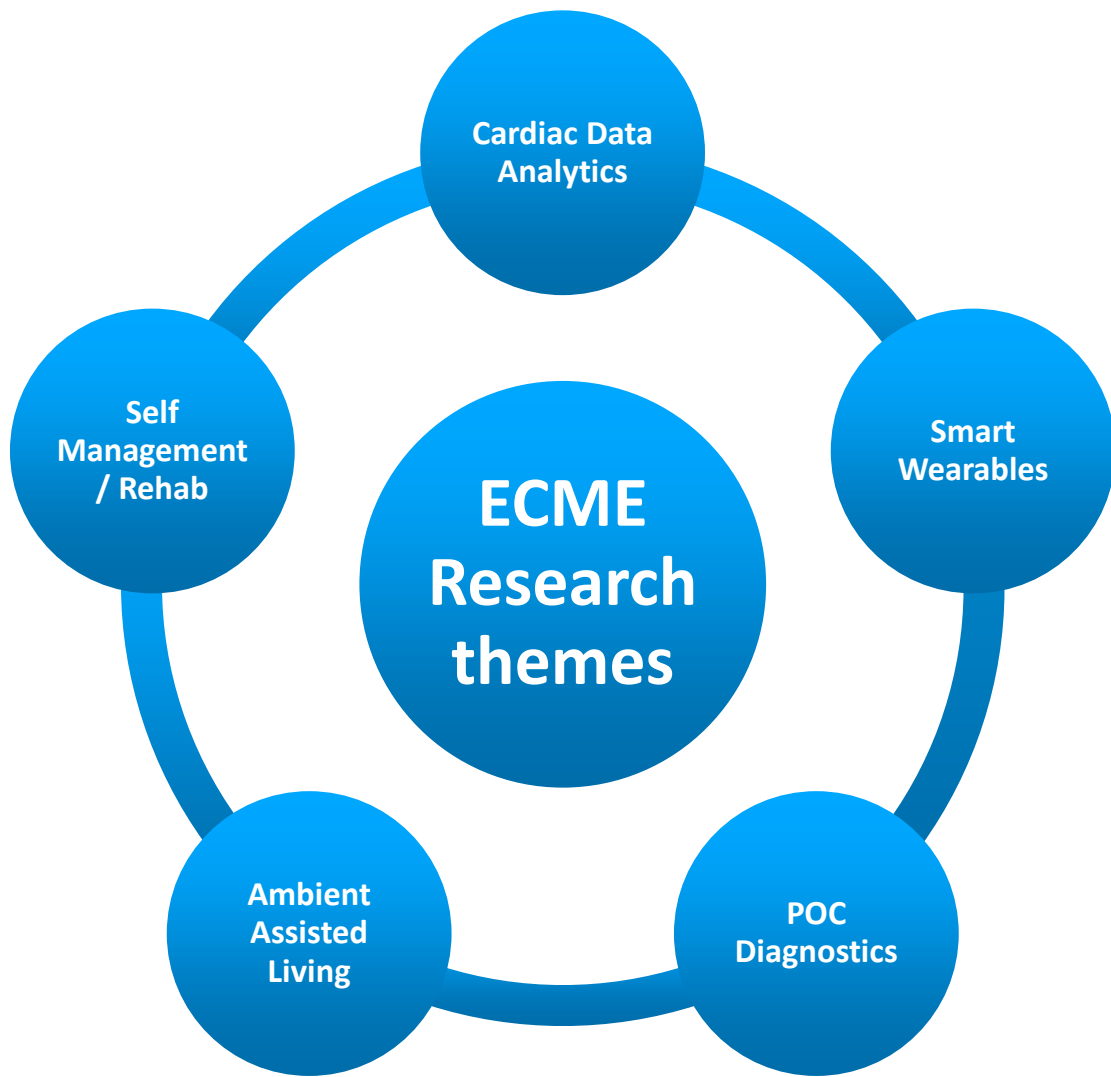 Cardiac Data
Analytics
Smart
Wearables
POC
Diagnostics
Ambient
Assisted
Living
Self
Management
/ Rehab
ECME
Research
themes